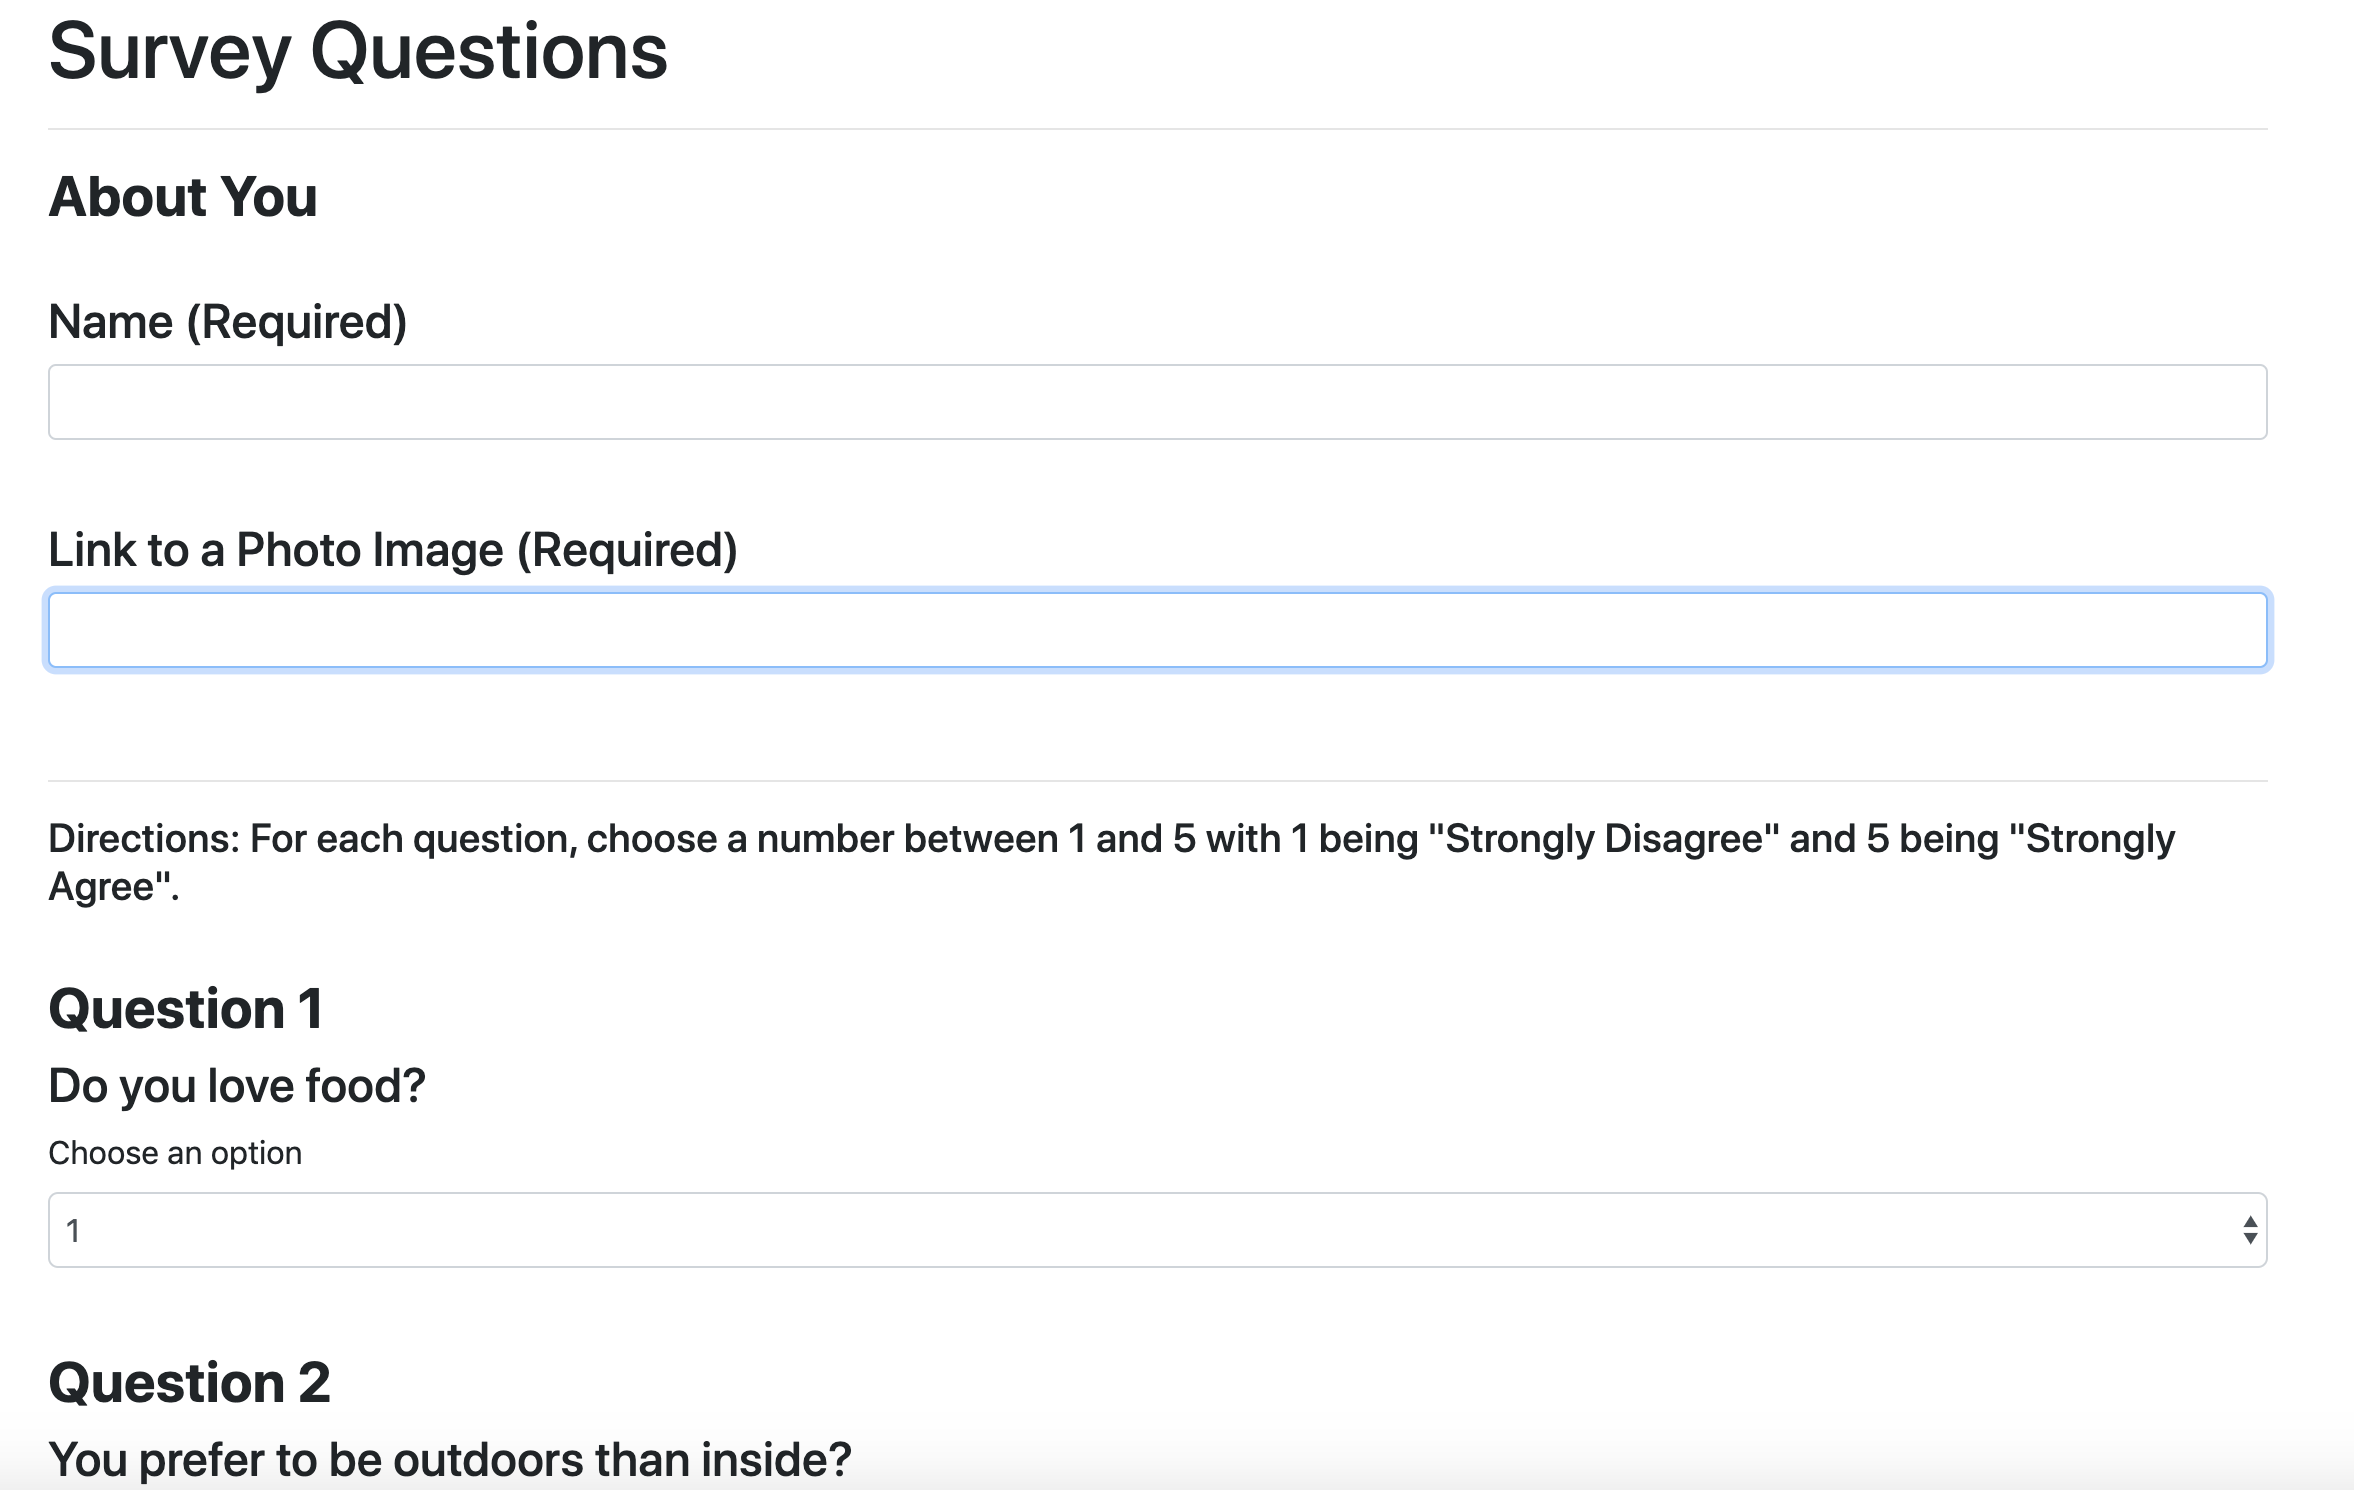 Survey Questions
About You
Name (Required)
Link to a Photo Image (Required)
Directions: For each question, choose a number between 1 and 5 with 1 being "Strongly Disagree" and 5 being "Strongly
Agree".
Question 1
Do you love food?
Choose an option
1
Question 2
You prefer to be outdoors than inside?